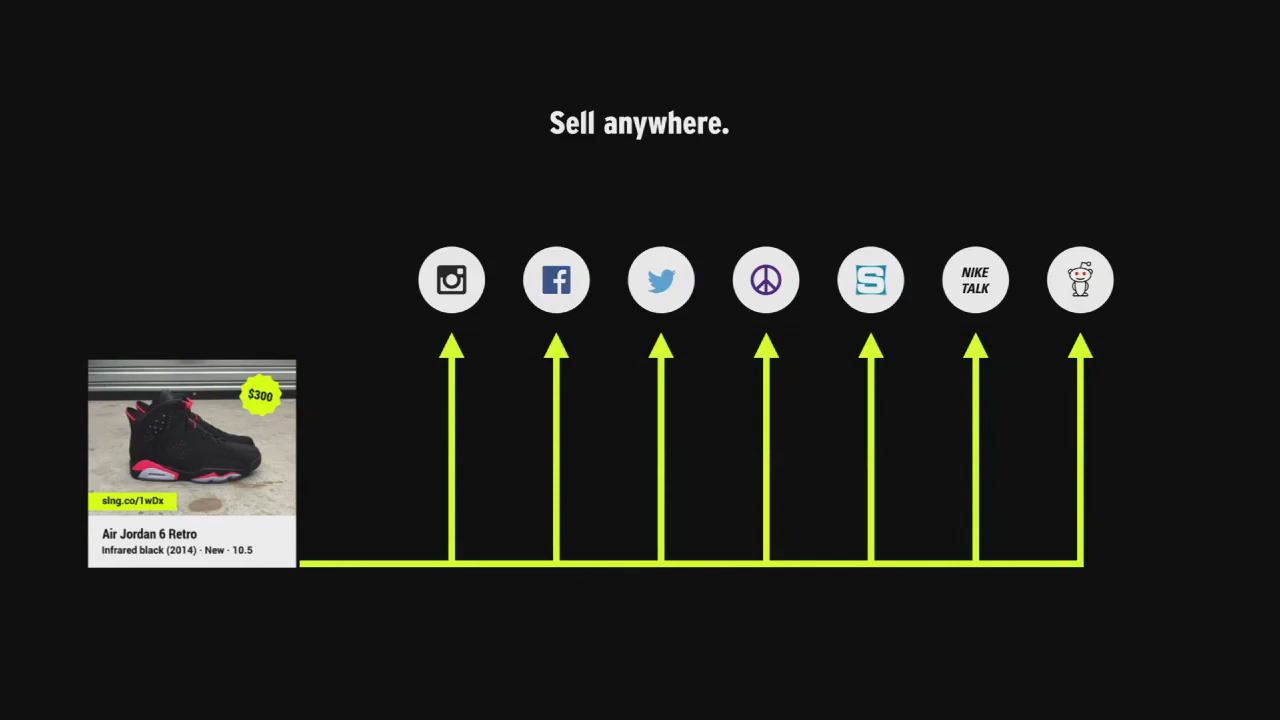 Sell anywhere.
NIKE
TALK
$300
slng.co/1wDx
Air Jordan 6 Retro
Infrared black (2014) · New · 10.5